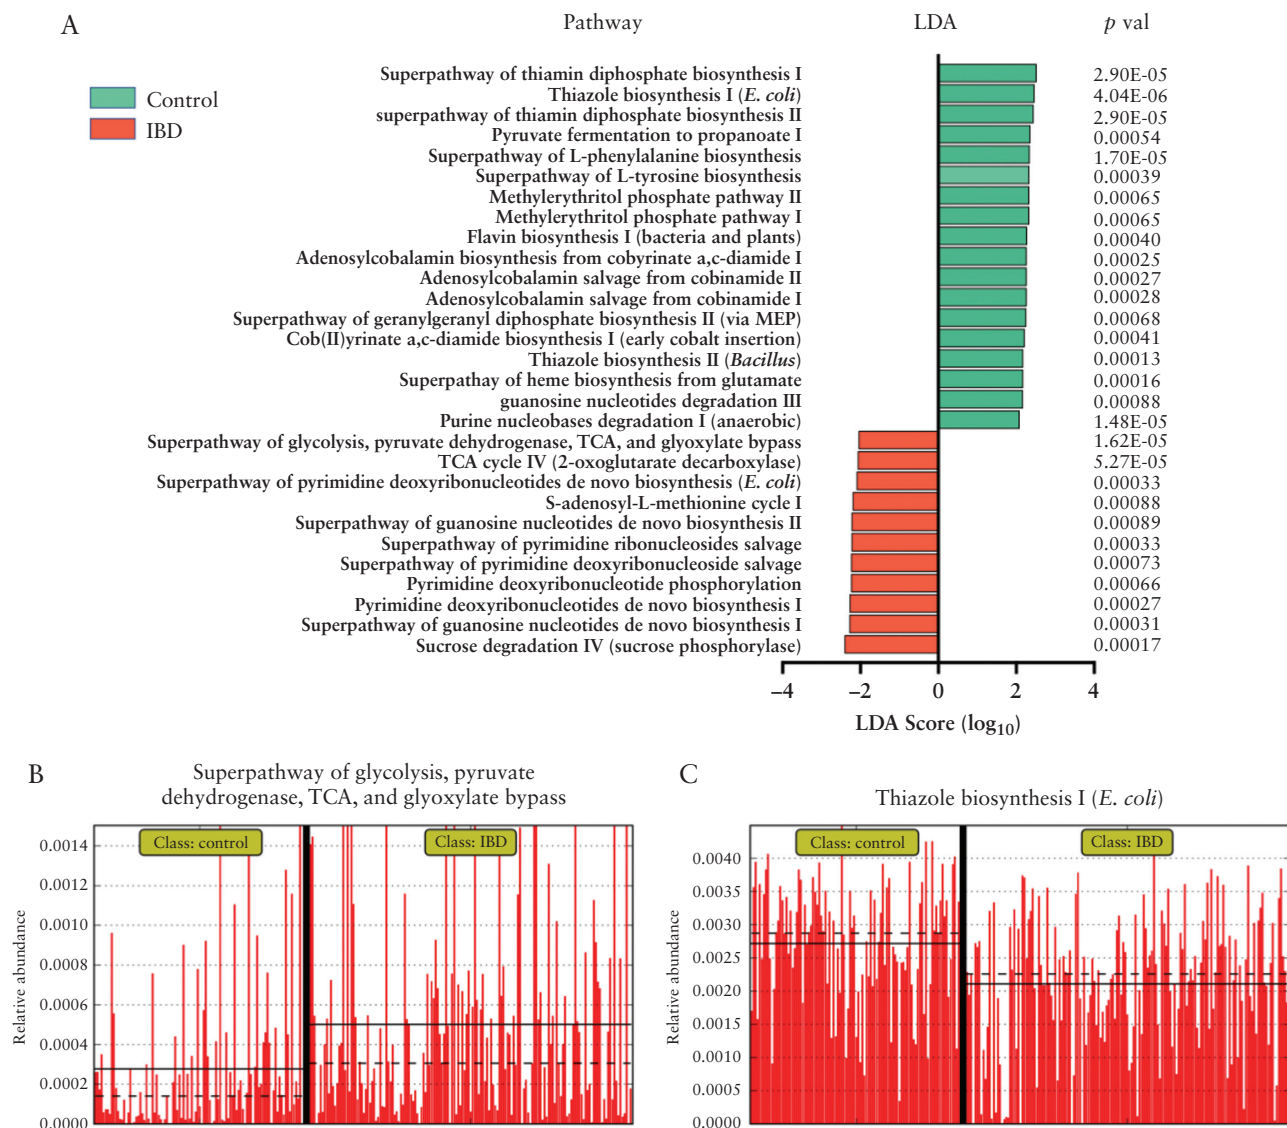 A
Pathway LDA p val
Control
IBD
Superpathway of thiamin diphosphate biosynthesis I 2.90E-05
Thiazole biosynthesis I (E. coli) 4.04E-06
superpathway of thiamin diphosphate biosynthesis II 2.90E-05
Pyruvate fermentation to propanoate I 0.00054
Superpathway of L-phenylalanine biosynthesis 1.70E-05
Superpathway of L-tyrosine biosynthesis 0.00039
Methylerythritol phosphate pathway II 0.00065
Methylerythritol phosphate pathway I 0.00065
Flavin biosynthesis I (bacteria and plants) 0.00040
Adenosylcobalamin biosynthesis from cobyrinate a,c-diamide I 0.00025
Adenosylcobalamin salvage from cobinamide II 0.00027
Adenosylcobalamin salvage from cobinamide I 0.00028
Superpathway of geranylgeranyl diphosphate biosynthesis II (via MEP) 0.00068
Cob(II)yrinate a,c-diamide biosynthesis I (early cobalt insertion) 0.00041
Thiazole biosynthesis II (Bacillus) 0.00013
Superpathay of heme biosynthesis from glutamate 0.00016
guanosine nucleotides degradation III 0.00088
Purine nucleobases degradation I (anaerobic) 1.48E-05
Superpathway of glycolysis, pyruvate dehydrogenase, TCA, and glyoxylate bypass 1.62E-05
TCA cycle IV (2-oxoglutarate decarboxylase) 5.27E-05
Superpathway of pyrimidine deoxyribonucleotides de novo biosynthesis (E. coli) 0.00033
S-adenosyl-L-methionine cycle I 0.00088
Superpathway of guanosine nucleotides de novo biosynthesis II 0.00089
Superpathway of pyrimidine ribonucleosides salvage 0.00033
Superpathway of pyrimidine deoxyribonucleoside salvage 0.00073
Pyrimidine deoxyribonucleotide phosphorylation 0.00066
Pyrimidine deoxyribonucleotides de novo biosynthesis I 0.00027
Superpathway of guanosine nucleotides de novo biosynthesis I 0.00031
Sucrose degradation IV (sucrose phosphorylase) 0.00017
–4 –2 0 2 4
LDA Score (log10)
B
Superpathway of glycolysis, pyruvate
dehydrogenase, TCA, and glyoxylate bypass
Class: control Class: IBD
Relative abundance
0.0014
0.0012
0.0010
0.0008
0.0006
0.0004
0.0002
0.0000
C
Thiazole biosynthesis I (E. coli)
Class: control Class: IBD
Relative abundance
0.0040
0.0035
0.0030
0.0025
0.0020
0.0015
0.0010
0.0005
0.0000